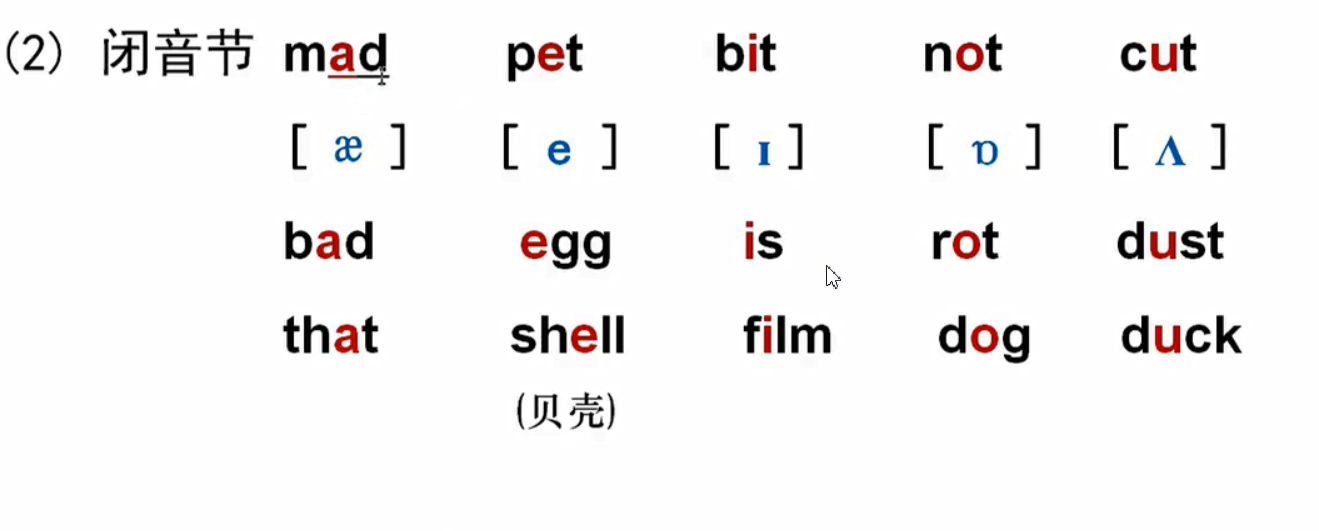 (2) 闭音节 mad pet bit not cut
[ æ ] [ e ] [ ɪ ] [ ɒ ] [ Λ ]
bad egg is rot dust
that shell film dog duck
(贝壳)